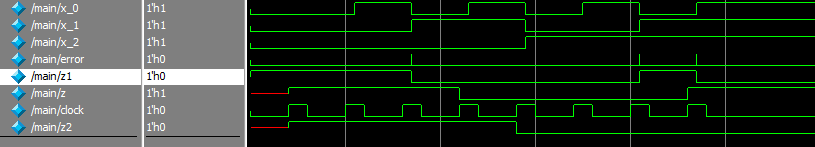 /main/x_0 1'h1
/main/x_1 1'h1
/main/x_2 1'h1
/main/error 1'h0
/main/z1 1'h0
/main/z 1'h1
/main/clock 1'h0
/main/z2 1'h0